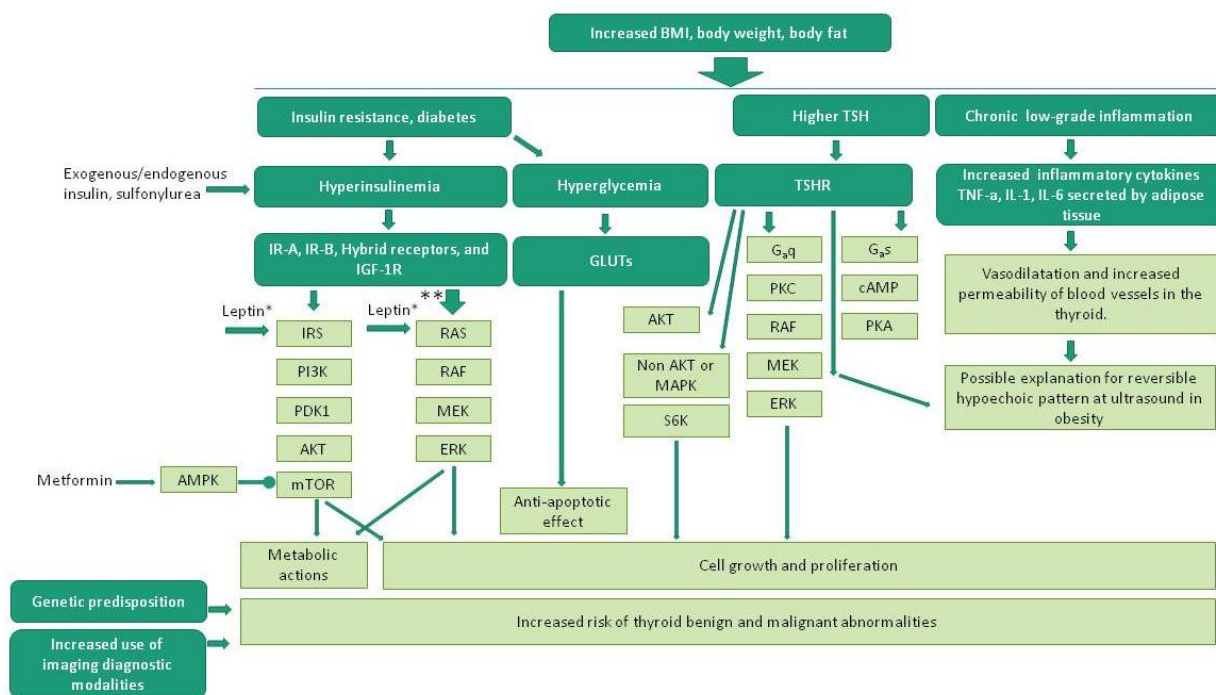 Increased BMI, body weight, body fat
Insulin resistance, diabetes
Higher TSH
Chronic low-grade inflammation
Exogenous/endogenous
insulin, sulfonylurea
Hyperinsulinemia
Hyperglycemia
TSHR
Increased inflammatory cytokines
TNF-a, IL-1, IL-6 secreted by adipose
tissue
IR-A, IR-B, Hybrid receptors, and
IGF-1R
GLUTs
Gaq
PKC
RAF
MEK
ERK
Gas
cAMP
PKA
Vasodilatation and increased
permeability of blood vessels in the
thyroid.
Possible explanation for reversible
hypoechoic pattern at ultrasound in
obesity
Leptin*
IRS
PI3K
PDK1
AKT
mTOR
**
Leptin*
RAS
RAF
MEK
ERK
AKT
Non AKT or
MAPK
S6K
Metformin
AMPK
Anti-apoptotic
effect
Metabolic
actions
Cell growth and proliferation
Genetic predisposition
Increased risk of thyroid benign and malignant abnormalities
Increased use of
imaging diagnostic
modalities